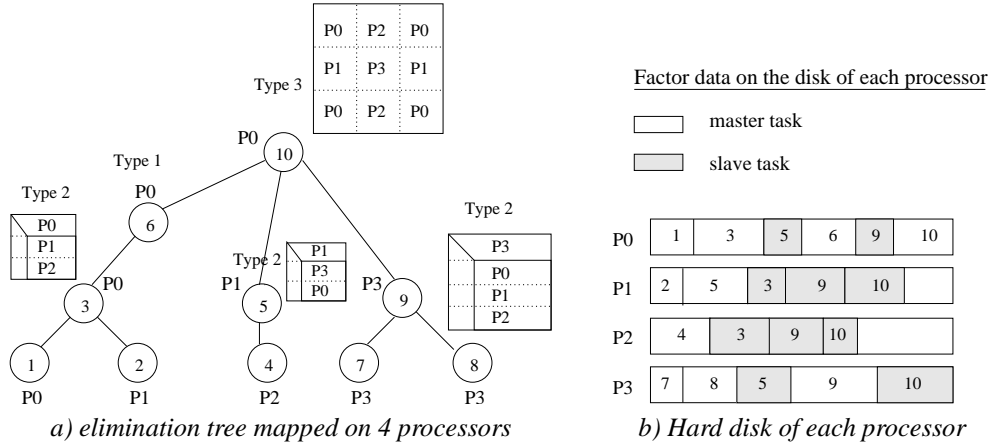 P0 P2 P0
P1 P3 P1
P0 P2 P0
Type 3
P0
10
Type 1
P0
6
Type 2
P0
P1
P2
P0
3
Type 2
P1
P3
P0
P1
5
Type 2
P3
P0
P1
P2
P3
9
1 2 4 7 8
P0 P1 P2 P3 P3
a) elimination tree mapped on 4 processors
Factor data on the disk of each processor
master task
slave task
P0 1 3 5 6 9 10
P1 2 5 3 9 10
P2 4 3 9 10
P3 7 8 5 9 10
b) Hard disk of each processor